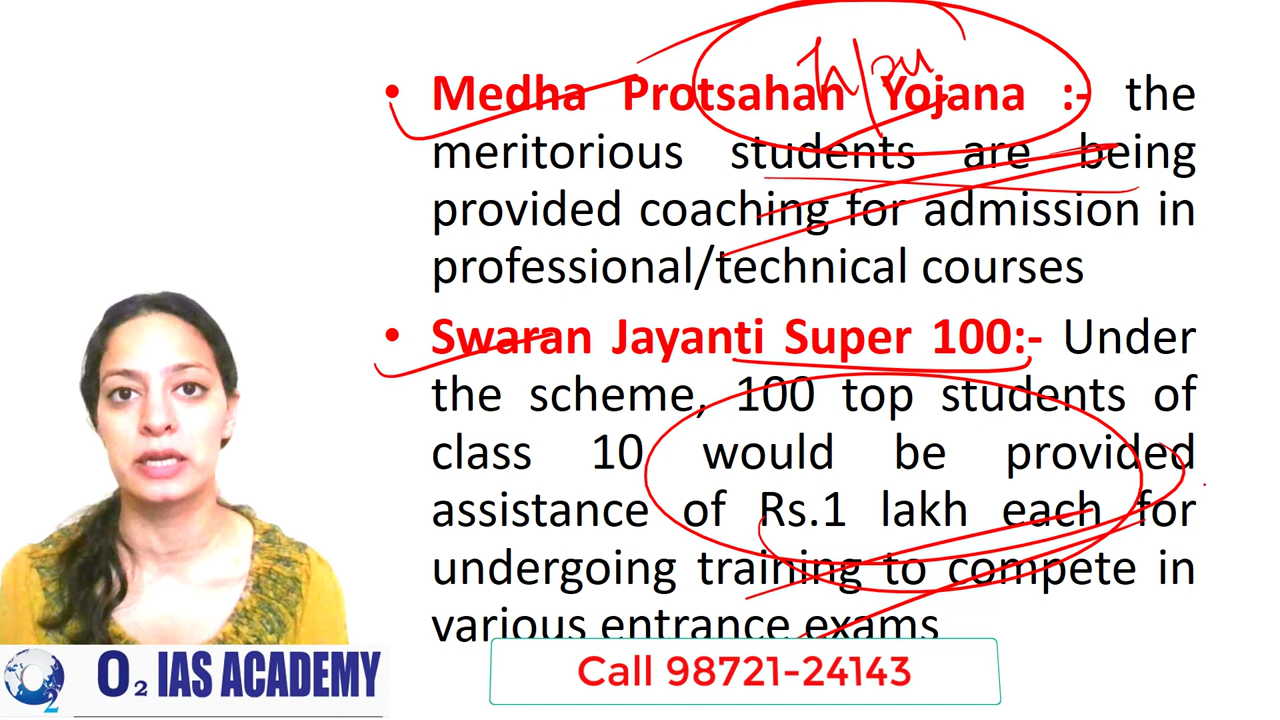 • Medha Protsahan Yojana :- the
meritorious students are being
provided coaching for admission in
professional/technical courses
• Swaran Jayanti Super 100:- Under
the scheme, 100 top students of
class 10 would be provided
assistance of Rs.1 lakh each for
undergoing training to compete in
various entrance exams
O2 IAS ACADEMY
O2
Call 98721-24143